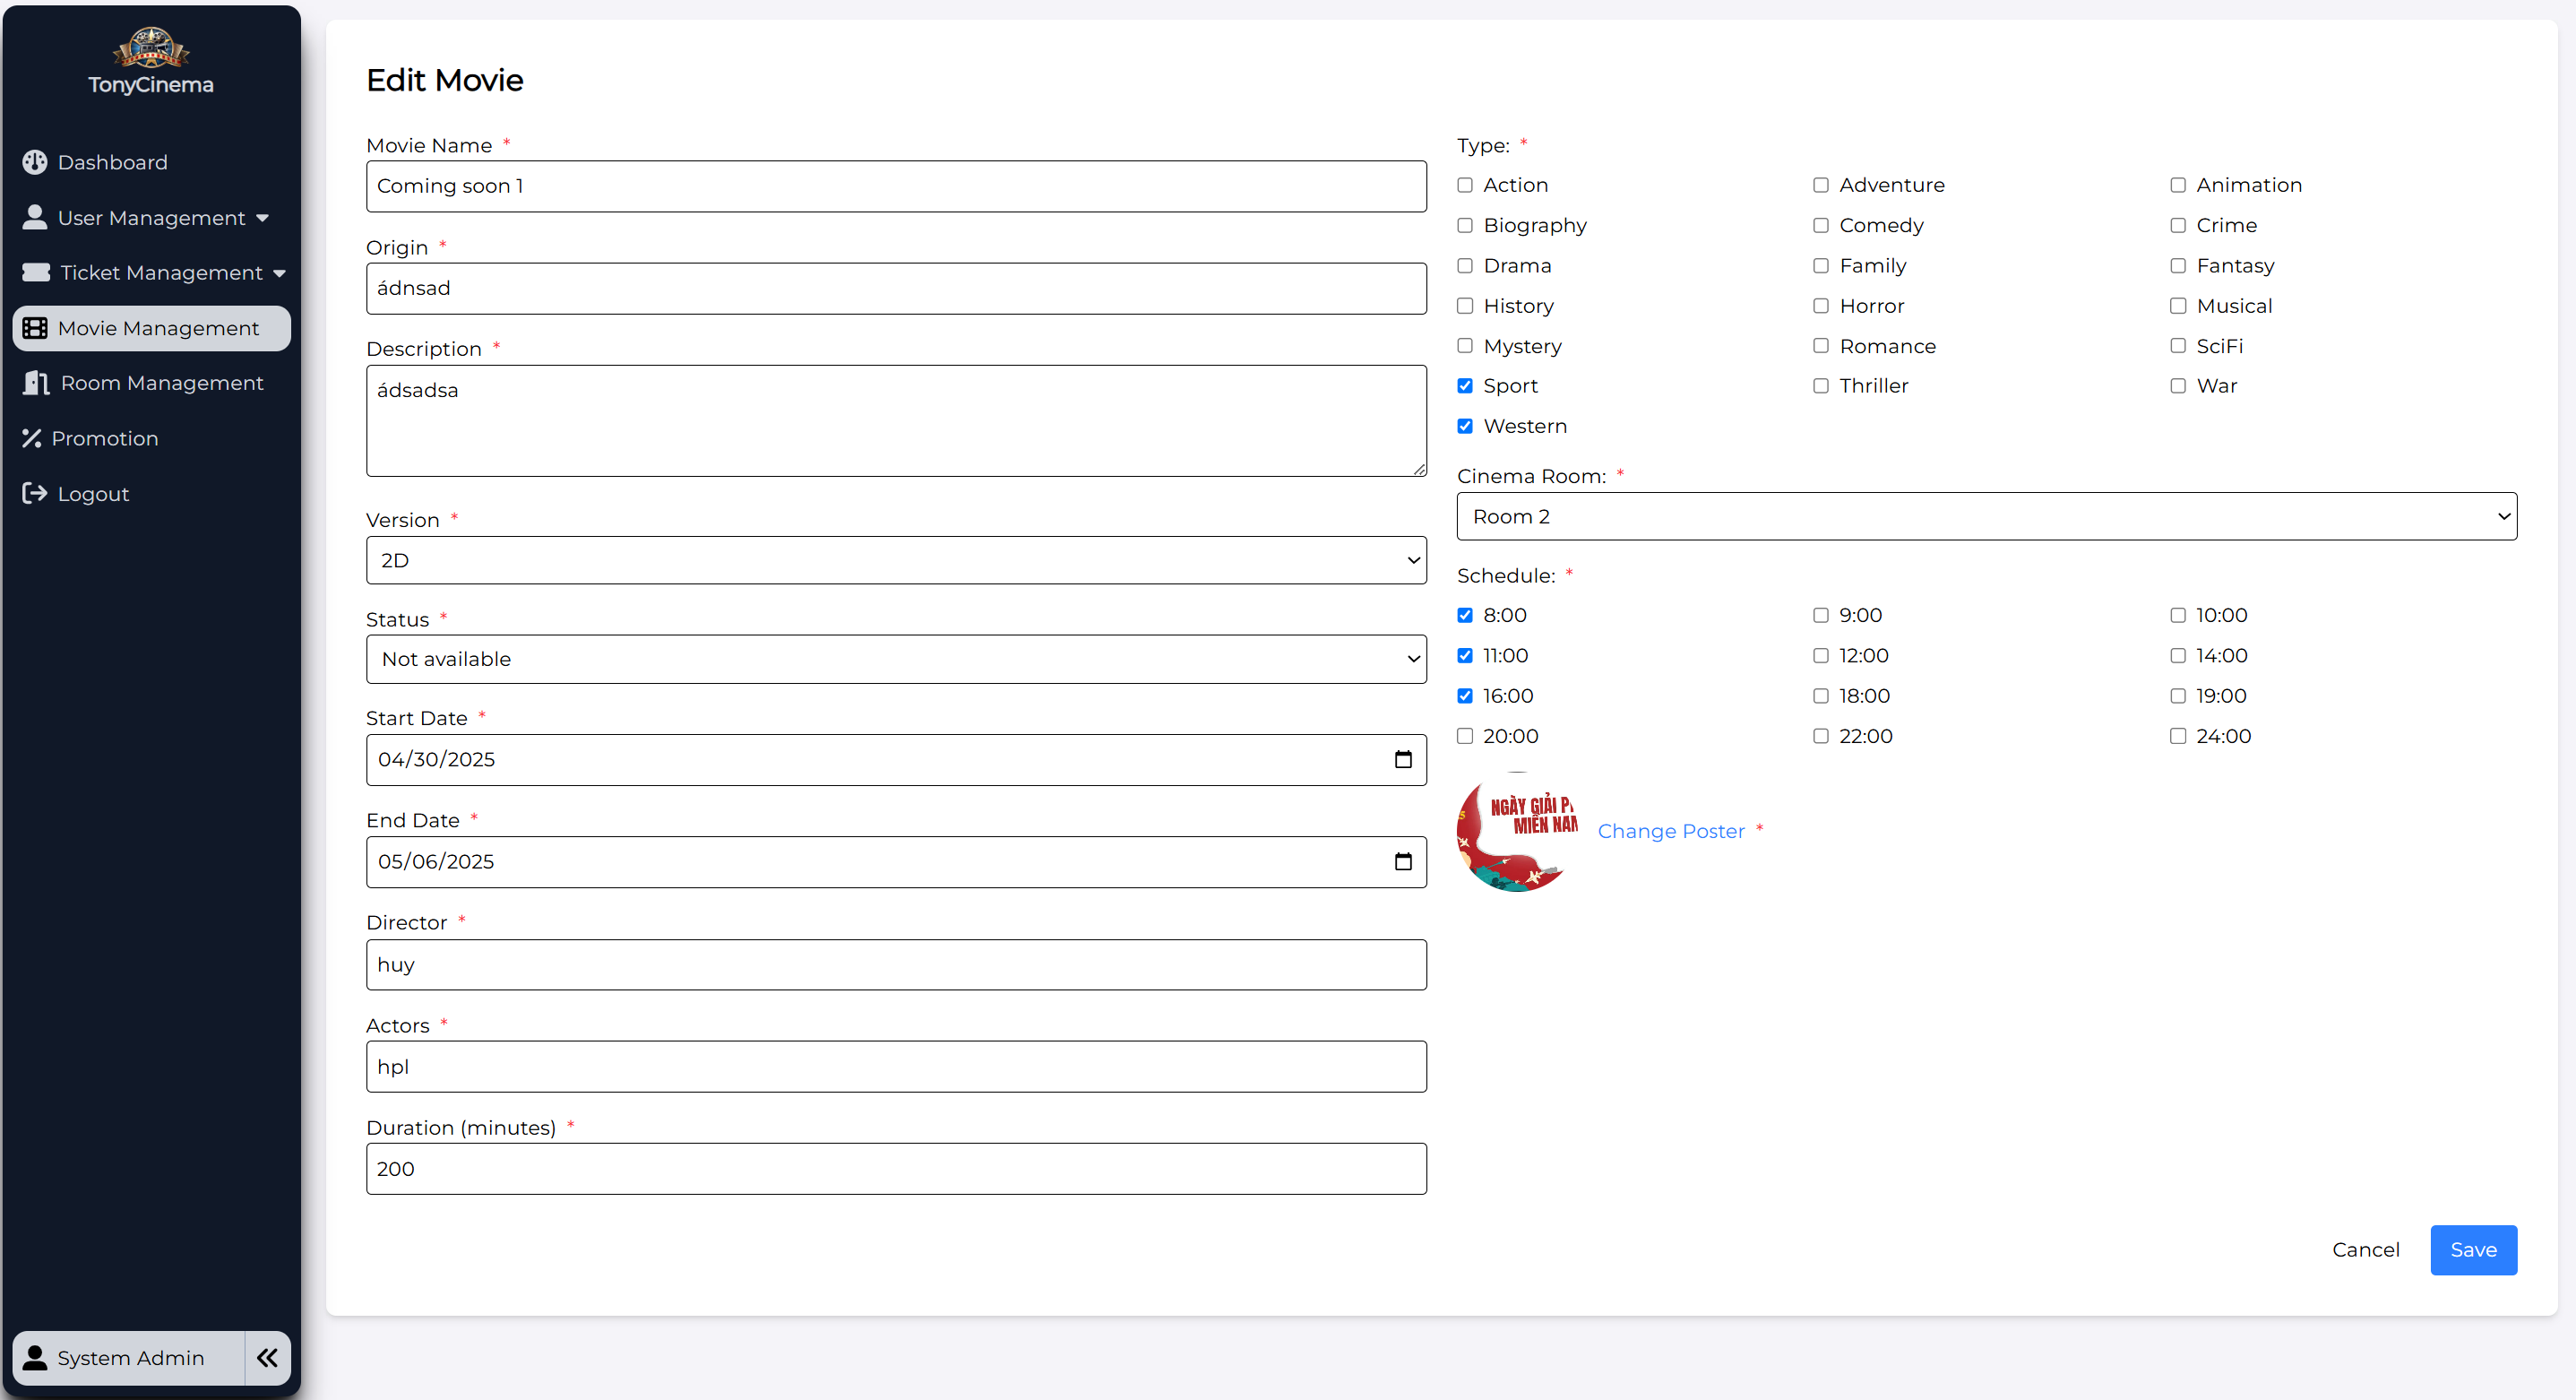 TonyCinema
Dashboard
User Management
Ticket Management
Movie Management
Room Management
Promotion
Logout
System Admin
Edit Movie
Movie Name *
Coming soon 1
Origin *
ádnsad
Description *
ádsadsa
Version *
2D
Status *
Not available
Start Date *
04/30/2025
End Date *
05/06/2025
Director *
huy
Actors *
hpl
Duration (minutes) *
200
Type: *
Action Adventure Animation
Biography Comedy Crime
Drama Family Fantasy
History Horror Musical
Mystery Romance SciFi
Sport Thriller War
Western
Cinema Room: *
Room 2
Schedule: *
8:00 9:00 10:00
11:00 12:00 14:00
16:00 18:00 19:00
20:00 22:00 24:00
NGÀY GIẢI
MIỀN
Change Poster *
Cancel Save